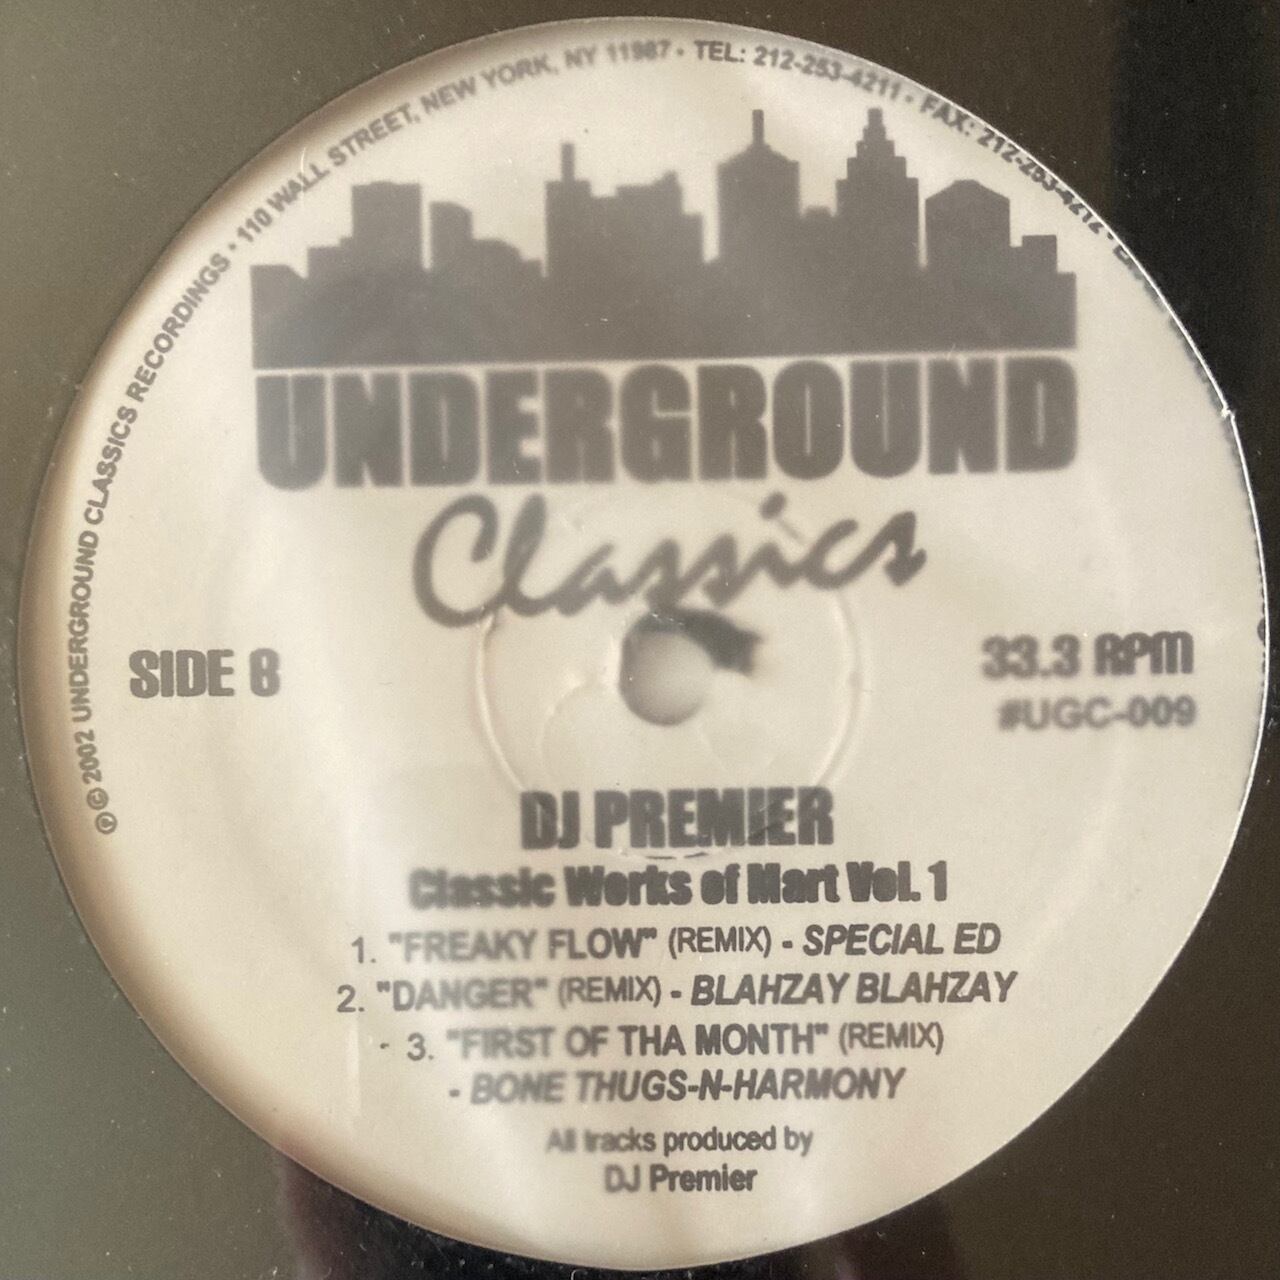 ℗© 2002 UNDERGROUND CLASSICS RECORDINGS • 110 WALL STREET, NEW YORK, NY 11987 • TEL: 212-253-4211 • FAX: 212-253-4212 •
UNDERGROUND
Classics
SIDE B
33.3 RPM
#UGC-009
DJ PREMIER
Classic Works of Mart Vol. 1
1. "FREAKY FLOW" (REMIX) - SPECIAL ED
2. "DANGER" (REMIX) - BLAHZAY BLAHZAY
3. "FIRST OF THA MONTH" (REMIX)
- BONE THUGS-N-HARMONY
All tracks produced by
DJ Premier